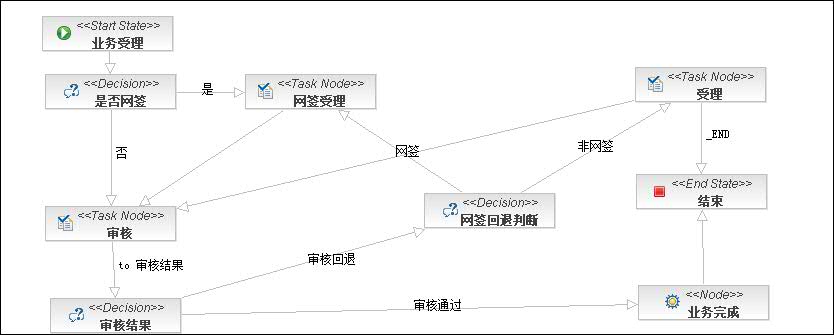 <<Start State>>
业务受理
<<Decision>>
是否网签
是
<<Task Node>>
网签受理
<<Task Node>>
受理
否
网签
非网签
_END
<<Task Node>>
审核
<<Decision>>
网签回退判断
<<End State>>
结束
to 审核结果
审核回退
<<Decision>>
审核结果
审核通过
<<Node>>
业务完成